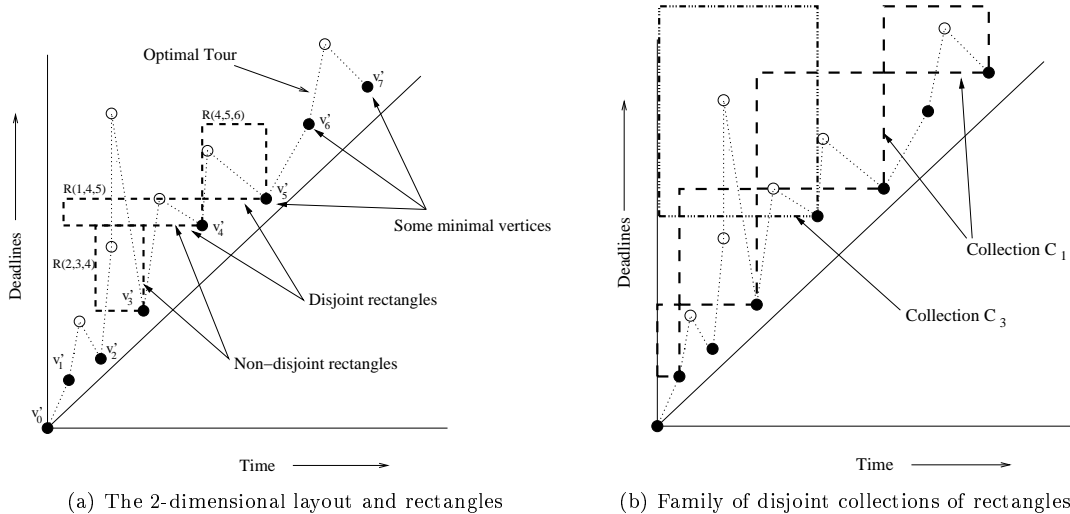 Optimal Tour
v'7
R(4,5,6)
v'6
R(1,4,5)
v'5
v'4
Some minimal vertices
R(2,3,4)
v'3
Disjoint rectangles
v'1
v'2
Non-disjoint rectangles
v'0
Deadlines
Time
(a) The 2-dimensional layout and rectangles
Deadlines
Collection C1
Collection C3
Time
(b) Family of disjoint collections of rectangles